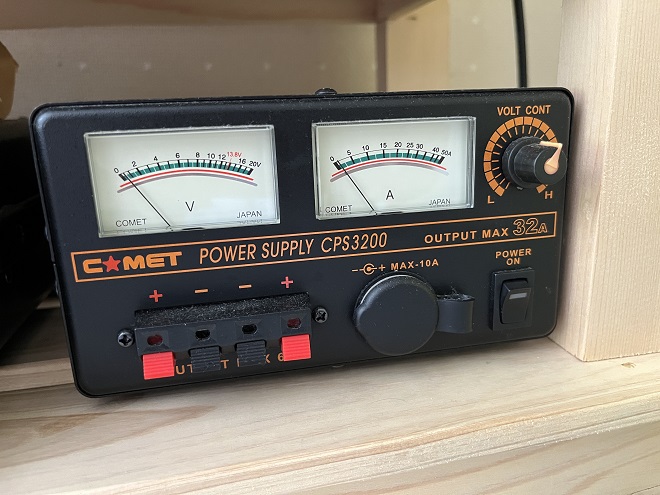 VOLT CONT
0 2 4 6 8 10 12 13.8V 16 20V
V
COMET JAPAN
0 5 10 15 20 25 30 40 50A
A
COMET JAPAN
L H
COMET POWER SUPPLY CPS3200 OUTPUT MAX 32A
POWER
ON
+ − − +
− + MAX-10A